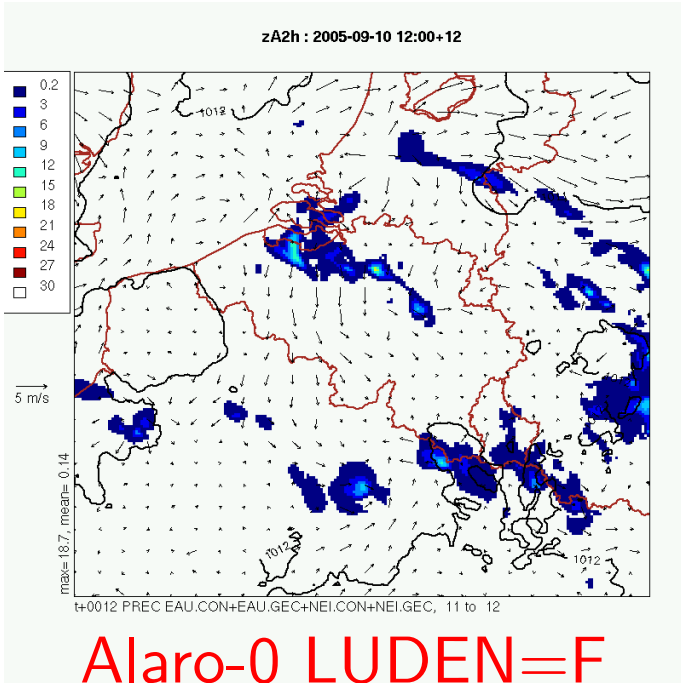 zA2h : 2005-09-10 12:00+12
0.2
3
6
9
12
15
18
21
24
27
30
5 m/s
1012
1012
1012
max=18.7, mean= 0.14
t+0012 PREC EAU.CON+EAU.GEC+NEI.CON+NEI.GEC, 11 to 12
Alaro-0 LUDEN=F